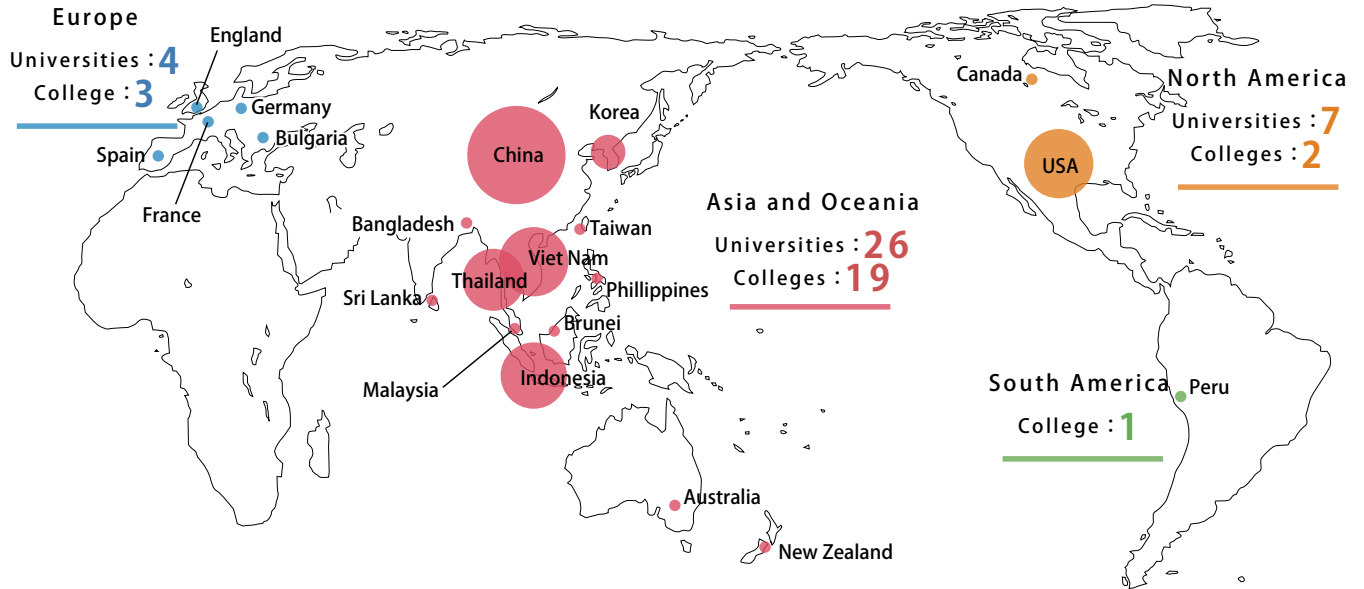 Europe
Universities : 4
College : 3
England
Germany
Bulgaria
Spain
France
China
Korea
Bangladesh
Taiwan
Viet Nam
Thailand
Sri Lanka
Phillippines
Brunei
Malaysia
Indonesia
Asia and Oceania
Universities : 26
Colleges : 19
Australia
New Zealand
Canada
North America
Universities : 7
Colleges : 2
USA
South America
College : 1
Peru